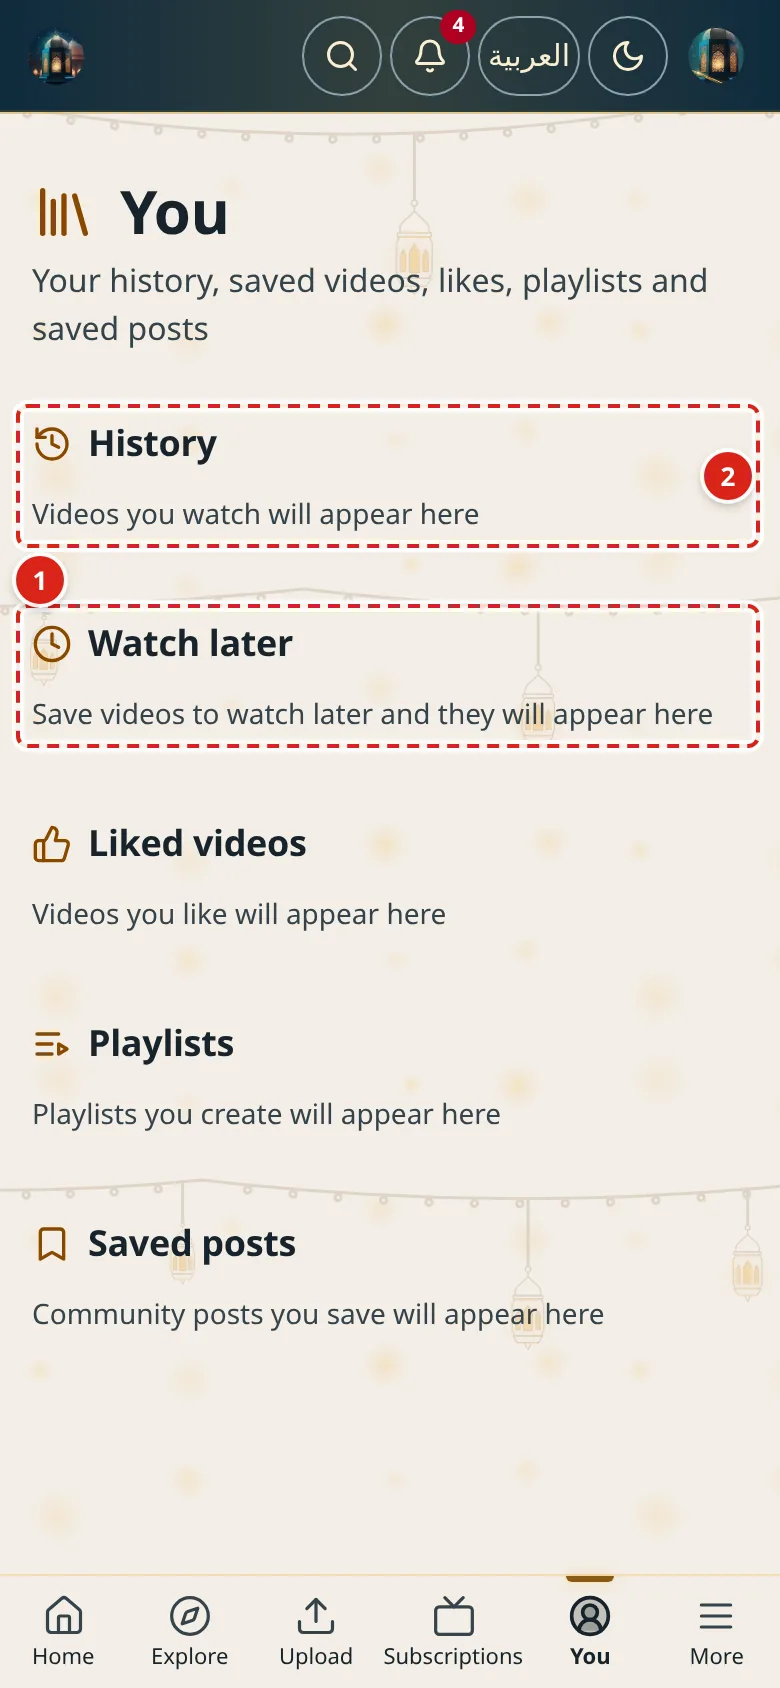 4
العربية
You
Your history, saved videos, likes, playlists and
saved posts
History
2
Videos you watch will appear here
1
Watch later
Save videos to watch later and they will appear here
Liked videos
Videos you like will appear here
Playlists
Playlists you create will appear here
Saved posts
Community posts you save will appear here
Home Explore Upload Subscriptions You More